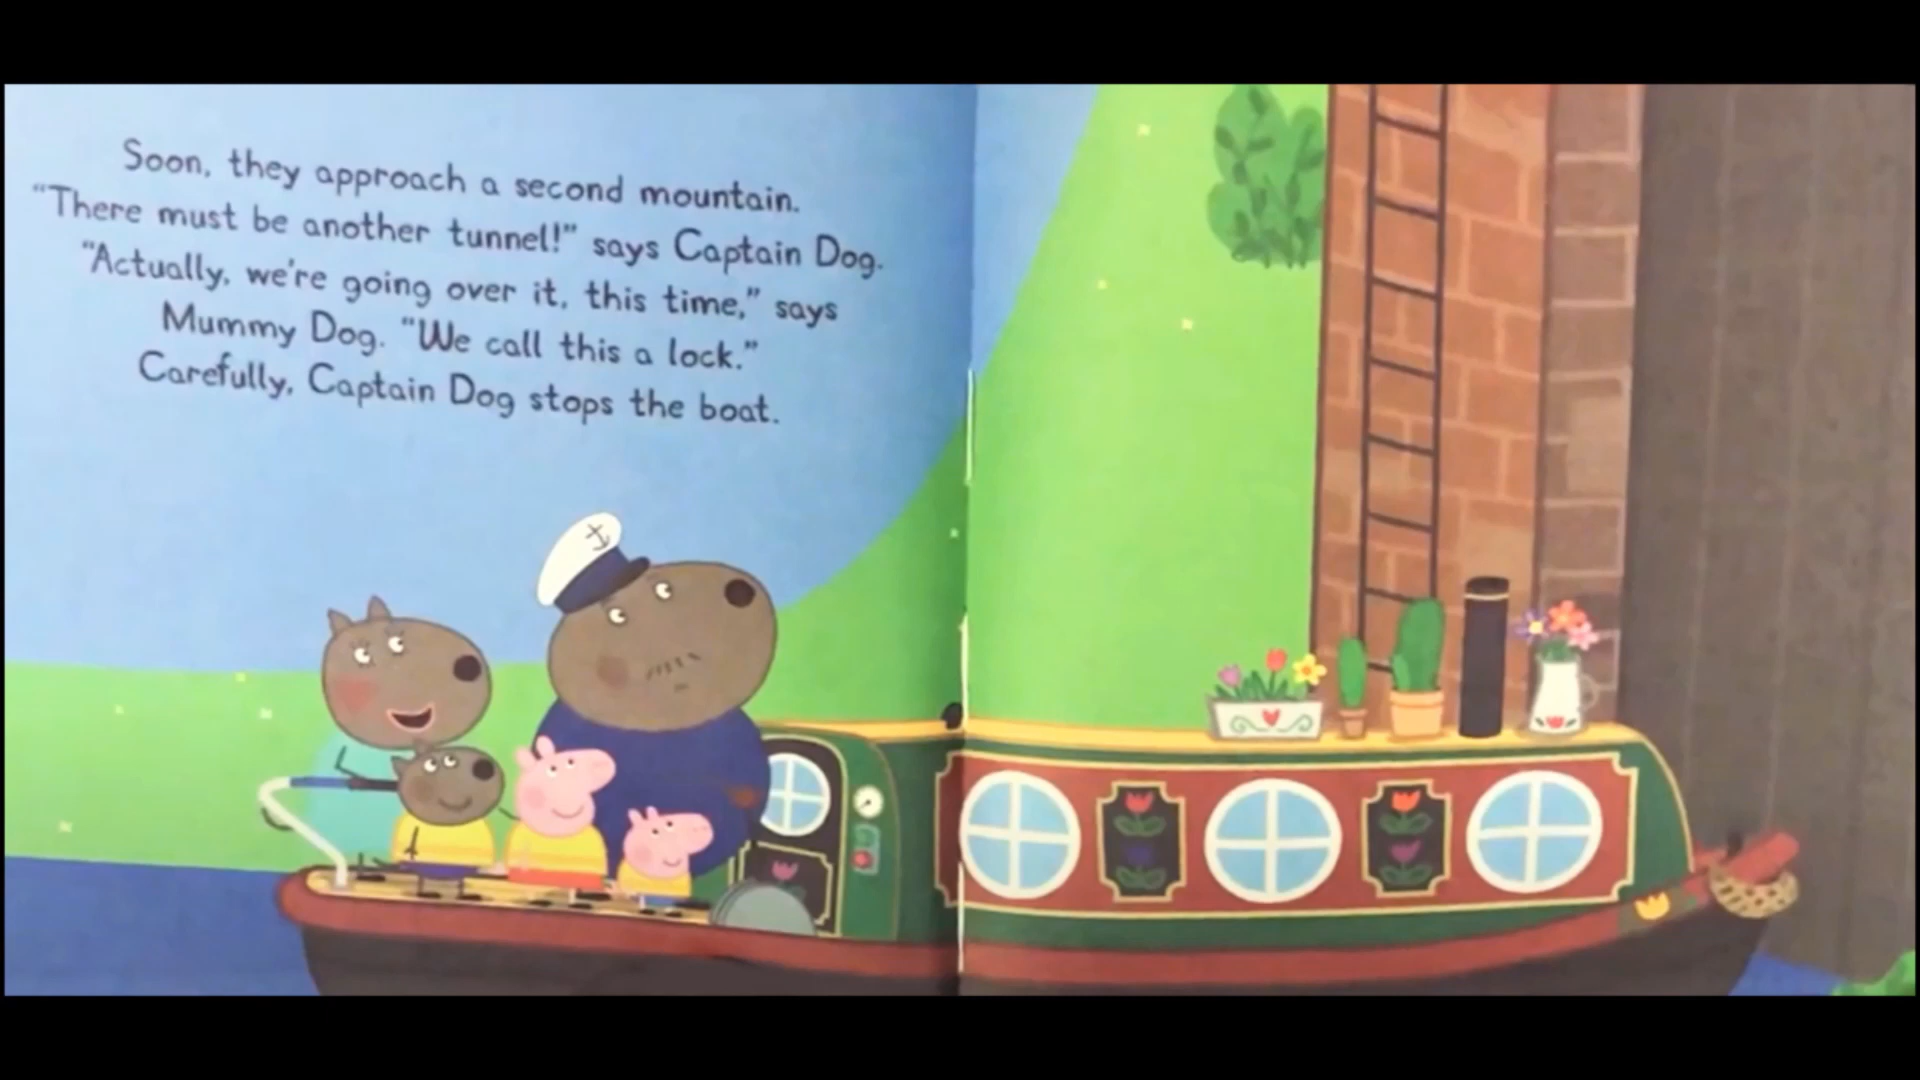 Soon, they approach a second mountain.
“There must be another tunnel!” says Captain Dog.
“Actually, we're going over it, this time,” says
Mummy Dog. “We call this a lock.”
Carefully, Captain Dog stops the boat.